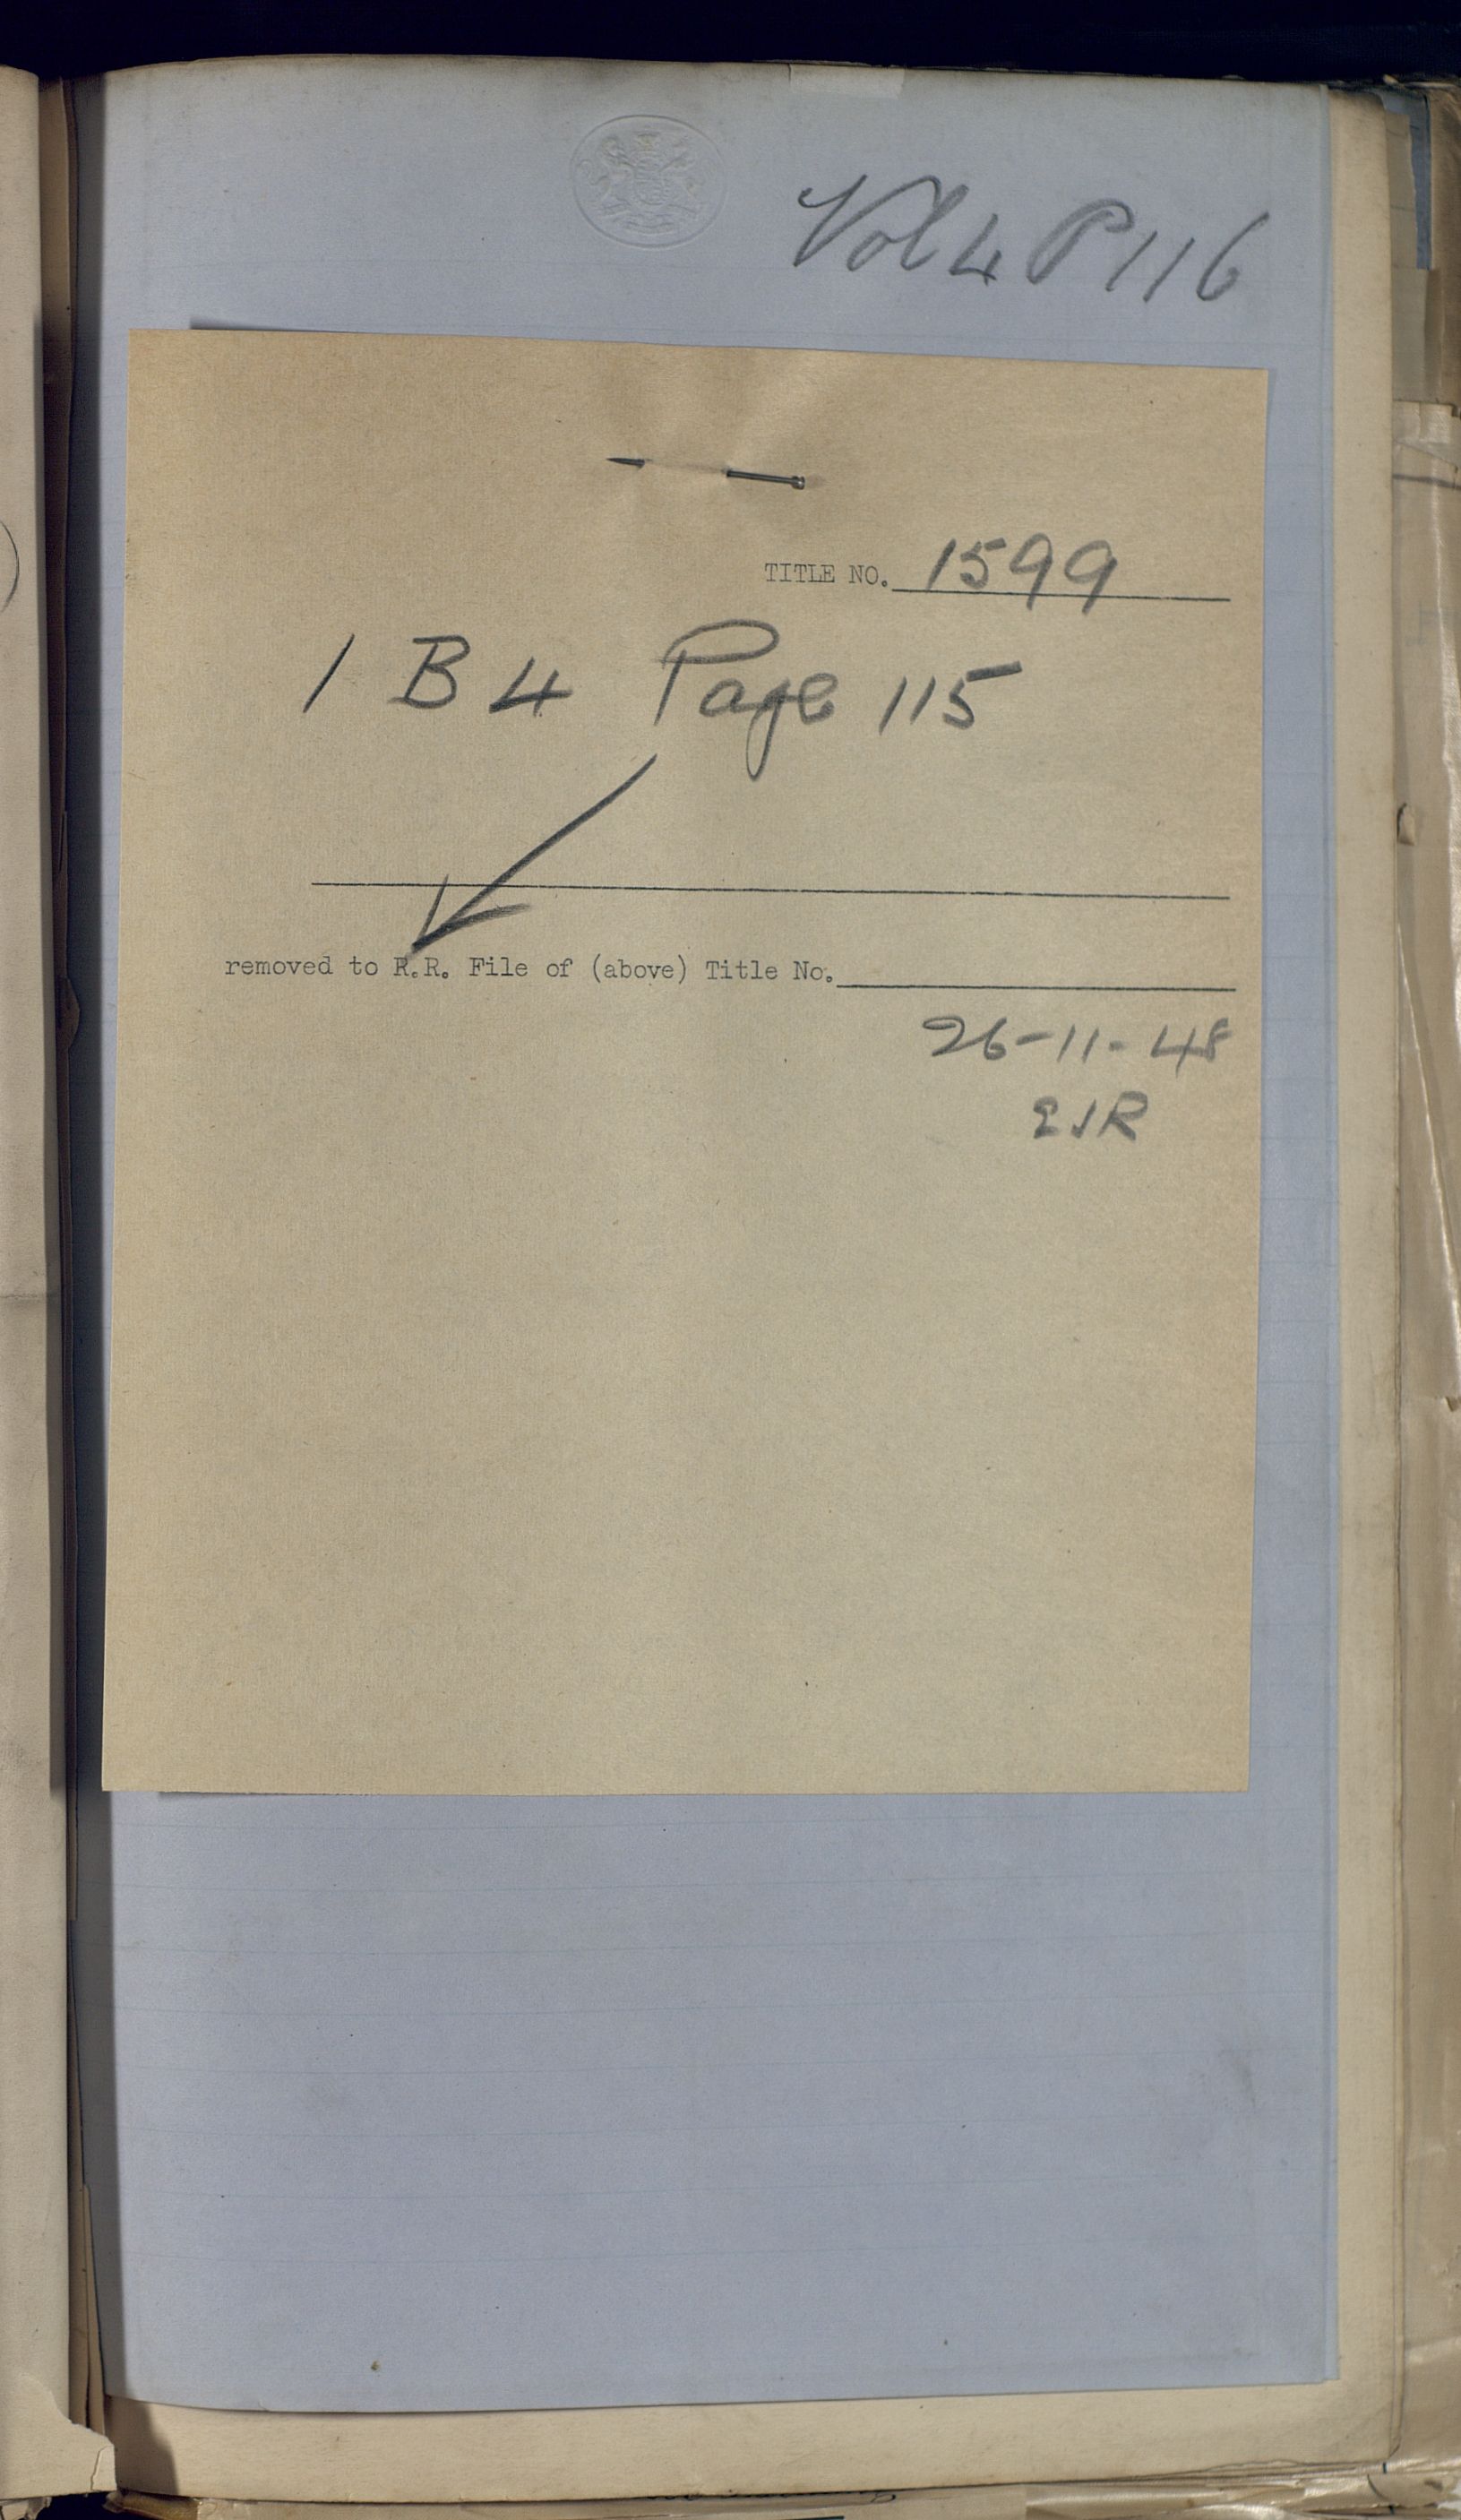 Vol 4 P 116
TITLE NO. 1599
1 B 4 Page 115
removed to R.R. File of (above) Title No.
26-11-48
EJR